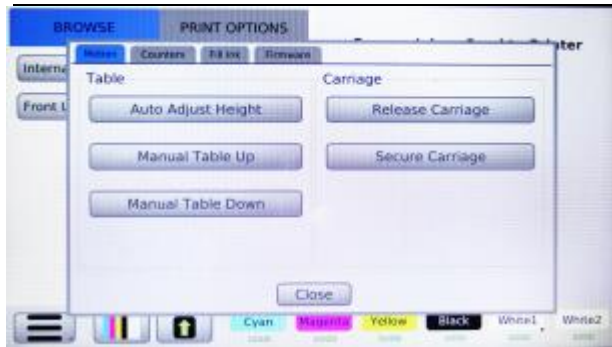 BROWSE PRINT OPTIONS
Motors Counters Fill Ink Firmware
Table
Auto Adjust Height
Manual Table Up
Manual Table Down
Carriage
Release Carriage
Secure Carriage
Close
Cyan Magenta Yellow Black White1 White2